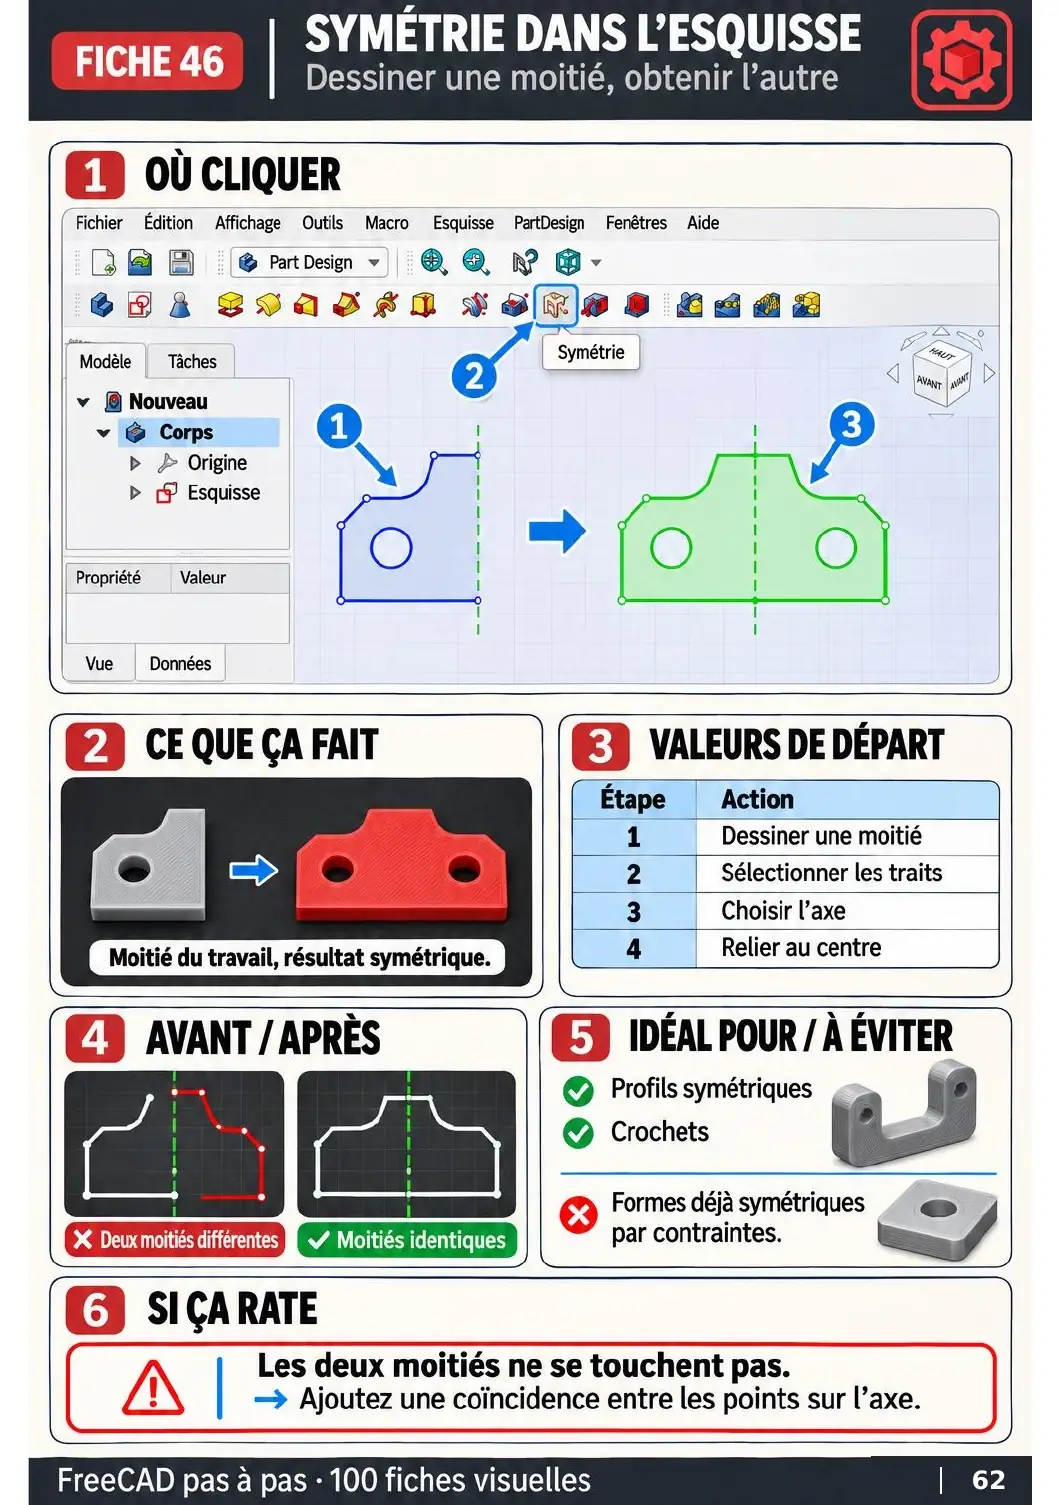 FICHE 46
SYMÉTRIE DANS L'ESQUISSE
Dessiner une moitié, obtenir l'autre
1 OÙ CLIQUER
Fichier Édition Affichage Outils Macro Esquisse PartDesign Fenêtres Aide
Part Design
Symétrie
2
Modèle Tâches
Nouveau
Corps
Origine
Esquisse
Propriété Valeur
Vue Données
1
3
HAUT
AVANT AVANT
2 CE QUE ÇA FAIT
Moitié du travail, résultat symétrique.
3 VALEURS DE DÉPART
Étape Action
1 Dessiner une moitié
2 Sélectionner les traits
3 Choisir l'axe
4 Relier au centre
4 AVANT / APRÈS
Deux moitiés différentes
Moitiés identiques
5 IDÉAL POUR / À ÉVITER
Profils symétriques
Crochets
Formes déjà symétriques
par contraintes.
6 SI ÇA RATE
Les deux moitiés ne se touchent pas.
→ Ajoutez une coïncidence entre les points sur l'axe.
FreeCAD pas à pas · 100 fiches visuelles
| 62